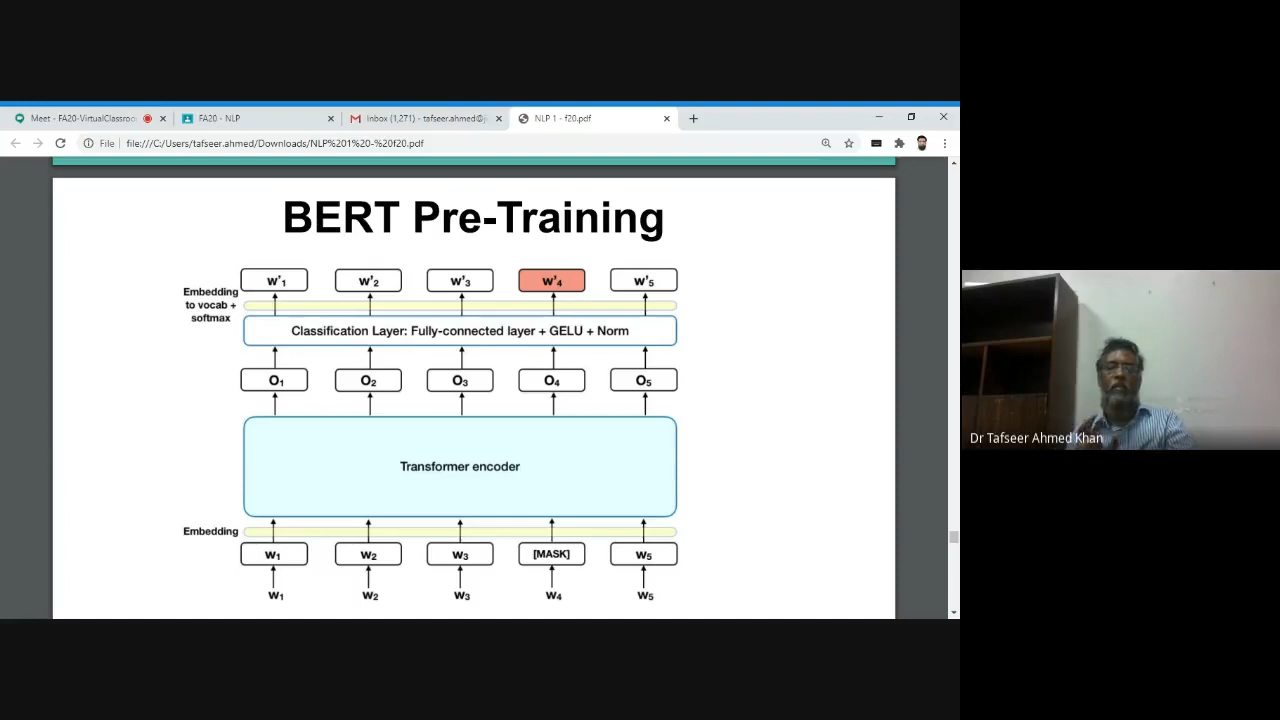 Meet - FA20-VirtualClassroo
FA20 - NLP
Inbox (1,271) - tafseer.ahmed@j
NLP 1 - f20.pdf
File
file:///C:/Users/tafseer.ahmed/Downloads/NLP%201%20-%20f20.pdf
BERT Pre-Training
w'1 w'2 w'3 w'4 w'5
Embedding
to vocab +
softmax
Classification Layer: Fully-connected layer + GELU + Norm
O1 O2 O3 O4 O5
Transformer encoder
Embedding
W1 W2 W3 [MASK] W5
W1 W2 W3 W4 W5
Dr Tafseer Ahmed Khan